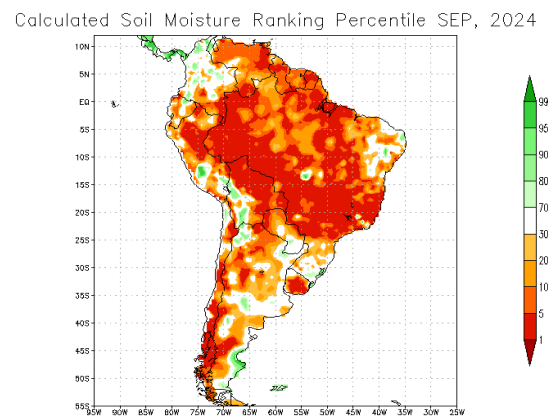 Calculated Soil Moisture Ranking Percentile SEP, 2024
10N
5N
EQ
5S
10S
15S
20S
25S
30S
35S
40S
45S
50S
55S
95W 90W 85W 80W 75W 70W 65W 60W 55W 50W 45W 40W 35W 30W 25W
99
95
90
80
70
30
20
10
5
1